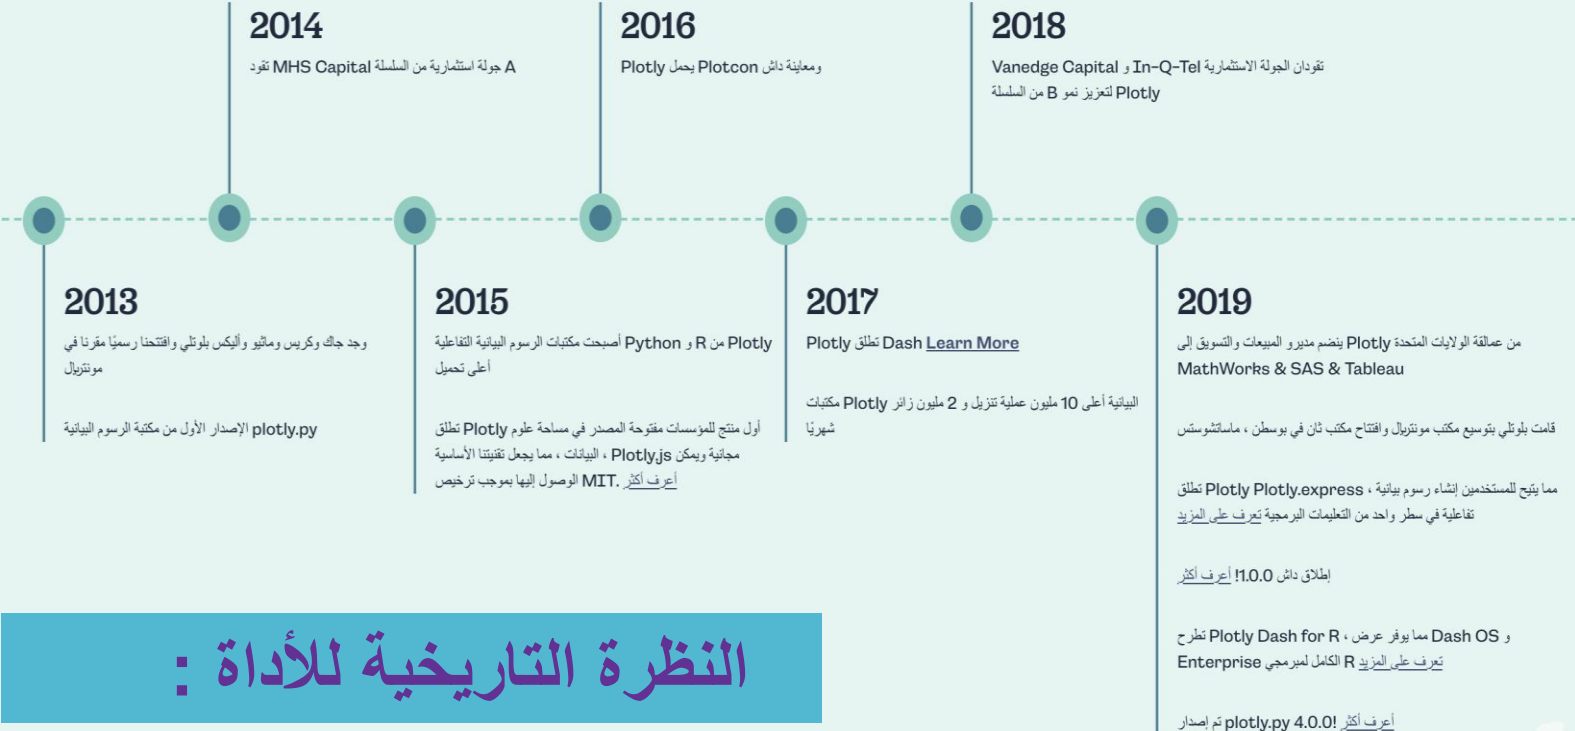 2014
تقود MHS Capital جولة استثمارية من السلسلة A
2016
يحمل Plotly Plotcon ومعاينة داش
2018
Vanedge Capital و In-Q-Tel تقودان الجولة الاستثمارية
من السلسلة B لتعزيز نمو Plotly
2013
وجد جاك وكريس وماثيو وأليكس بلوتلي وافتتحنا رسميًا مقرنا في
مونتريال
الإصدار الأول من مكتبة الرسوم البيانية plotly.py
2015
أصبحت مكتبات الرسوم البيانية التفاعلية Python و R من Plotly
أعلى تحميل
تطلق Plotly أول منتج للمؤسسات مفتوحة المصدر في مساحة علوم
البيانات ، مما يجعل تقنيتنا الأساسية ، Plotly.js مجانية ويمكن
الوصول إليها بموجب ترخيص MIT. أعرف أكثر
2017
Plotly تطلق Dash Learn More
مكتبات Plotly البيانية أعلى 10 مليون عملية تنزيل و 2 مليون زائر
شهريًا
2019
ينضم مديرو المبيعات والتسويق إلى Plotly من عمالقة الولايات المتحدة
MathWorks & SAS & Tableau
قامت بلوتلي بتوسيع مكتب مونتريال وافتتاح مكتب ثان في بوسطن ، ماساتشوستس
تطلق Plotly Plotly.express ، مما يتيح للمستخدمين إنشاء رسوم بيانية
تفاعلية في سطر واحد من التعليمات البرمجية تعرف على المزيد
إطلاق داش 1.0.0! أعرف أكثر
تطرح Plotly Dash for R ، مما يوفر عرض Dash OS و
Enterprise الكامل لمبرمجي R تعرف على المزيد
تم إصدار plotly.py 4.0.0! أعرف أكثر
النظرة التاريخية للأداة :